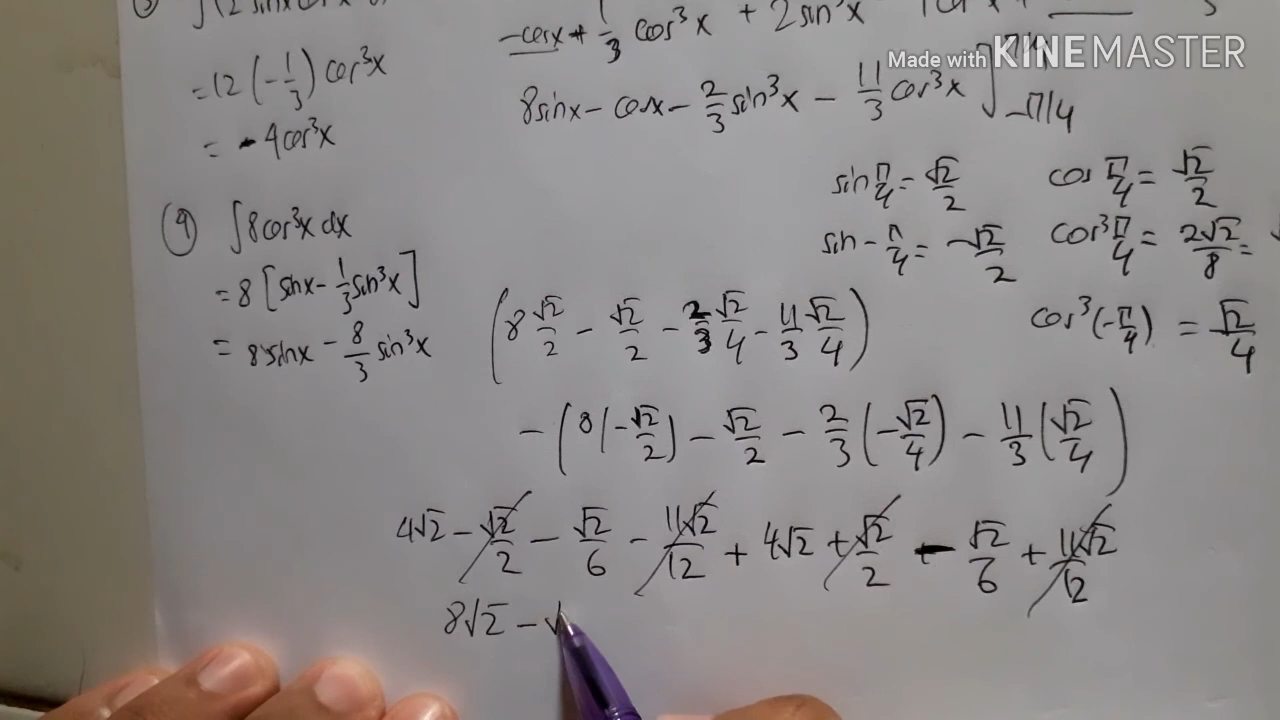 -cosx + 1/3 cos³x + 2 sin³x
= 12 (-1/3) cos³x
= -4cos³x
8sinx - cosx - 2/3 sin³x - 11/3 cos³x ]π/4 -π/4
sin π/4 = √2/2 cos π/4 = √2/2
sin -π/4 = -√2/2 cos³ π/4 = 2√2/8 =
cos³(-π/4) = √2/4
④ ∫8cos³x dx
= 8[sinx - 1/3 sin³x]
= 8sinx - 8/3 sin³x
(8 √2/2 - √2/2 - 2/3 √2/4 - 11/3 √2/4)
- (8(-√2/2) - √2/2 - 2/3 (-√2/4) - 11/3 (√2/4))
4√2 - √2/2 - √2/6 - 11√2/12 + 4√2 + √2/2 - √2/6 + 11√2/12
8√2 - √
Made with KINEMASTER